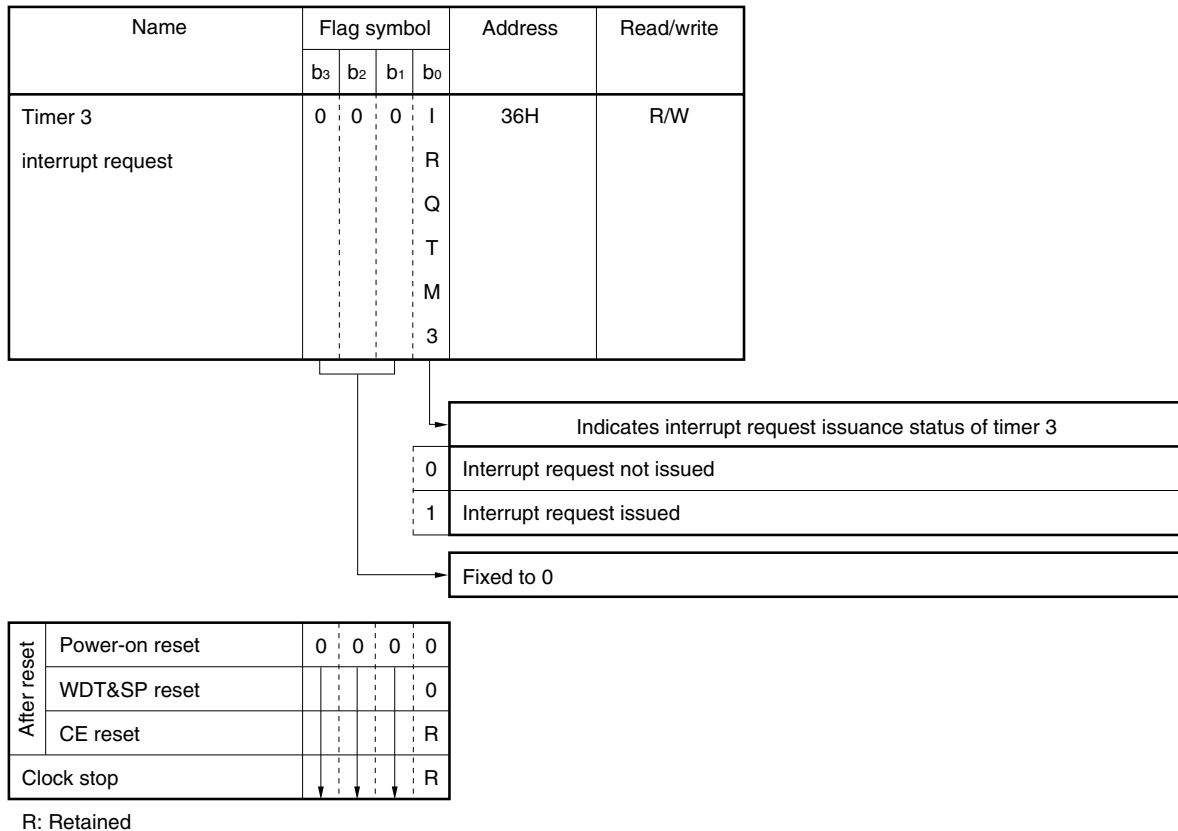 Name Flag symbol Address Read/write
b3 b2 b1 b0
Timer 3 0 0 0 I 36H R/W
interrupt request R
Q
T
M
3
Indicates interrupt request issuance status of timer 3
0 Interrupt request not issued
1 Interrupt request issued
Fixed to 0
After reset
Power-on reset 0 0 0 0
WDT&SP reset 0
CE reset R
Clock stop R
R: Retained